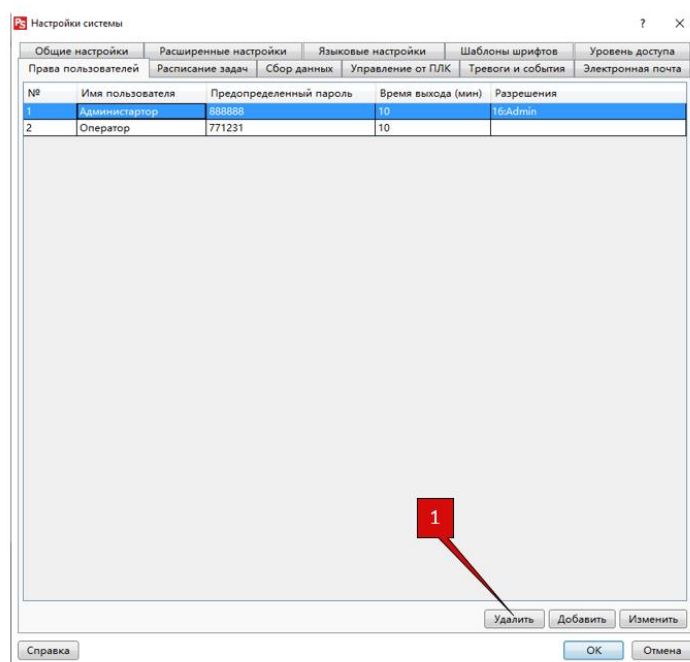 PS Настройки системы ? ×
Общие настройки Расширенные настройки Языковые настройки Шаблоны шрифтов Уровень доступа
Права пользователей Расписание задач Сбор данных Управление от ПЛК Тревоги и события Электронная почта
№ Имя пользователя Предопределенный пароль Время выхода (мин) Разрешения
1 Администартор 888888 10 16:Admin
2 Оператор 771231 10
1
Удалить Добавить Изменить
Справка OK Отмена